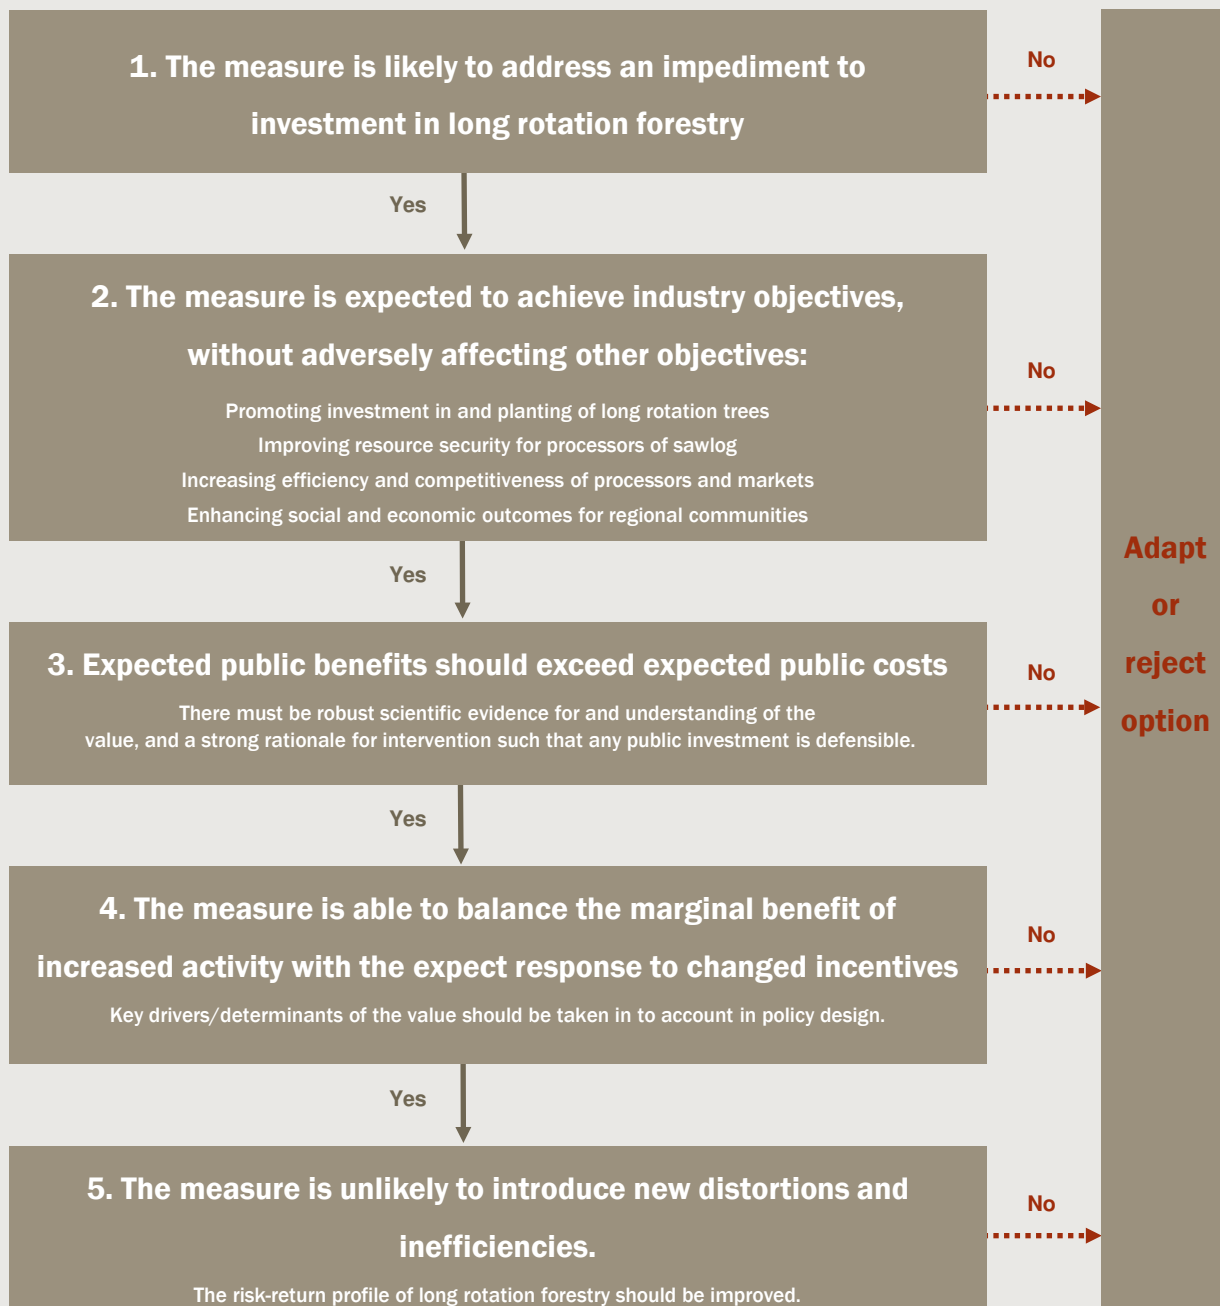 1. The measure is likely to address an impediment to
investment in long rotation forestry
No
Yes
2. The measure is expected to achieve industry objectives,
without adversely affecting other objectives:
Promoting investment in and planting of long rotation trees
Improving resource security for processors of sawlog
Increasing efficiency and competitiveness of processors and markets
Enhancing social and economic outcomes for regional communities
No
Yes
3. Expected public benefits should exceed expected public costs
There must be robust scientific evidence for and understanding of the
value, and a strong rationale for intervention such that any public investment is defensible.
No
Yes
4. The measure is able to balance the marginal benefit of
increased activity with the expect response to changed incentives
Key drivers/determinants of the value should be taken in to account in policy design.
No
Yes
5. The measure is unlikely to introduce new distortions and
inefficiencies.
The risk-return profile of long rotation forestry should be improved.
No
Adapt
or
reject
option